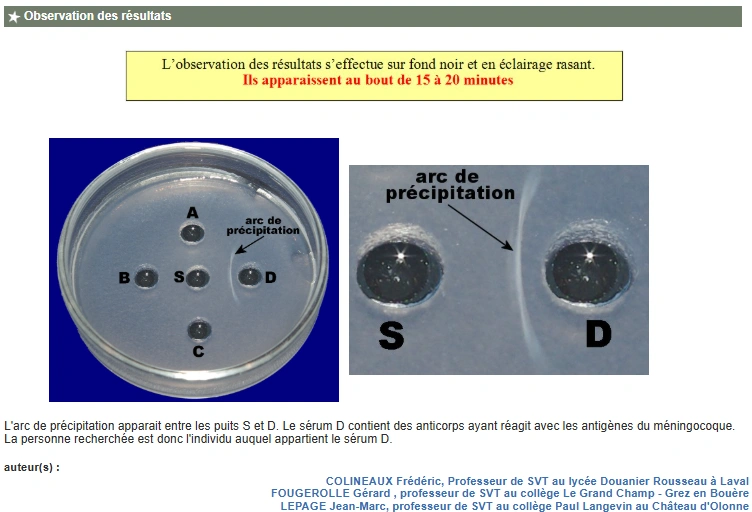 Observation des résultats
L’observation des résultats s’effectue sur fond noir et en éclairage rasant.
Ils apparaissent au bout de 15 à 20 minutes
A
arc de
précipitation
B
S
D
C
arc de
précipitation
S
D
L'arc de précipitation apparait entre les puits S et D. Le sérum D contient des anticorps ayant réagit avec les antigènes du méningocoque.
La personne recherchée est donc l'individu auquel appartient le sérum D.
auteur(s) :
COLINEAUX Frédéric, Professeur de SVT au lycée Douanier Rousseau à Laval
FOUGEROLLE Gérard , professeur de SVT au collège Le Grand Champ - Grez en Bouère
LEPAGE Jean-Marc, professeur de SVT au collège Paul Langevin au Château d'Olonne